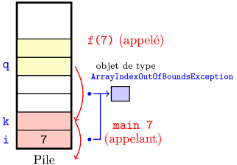 f(7) (appelé)
q
objet de type
ArrayIndexOutOfBoundsException
k
main 7
i 7
(appelant)
Pile